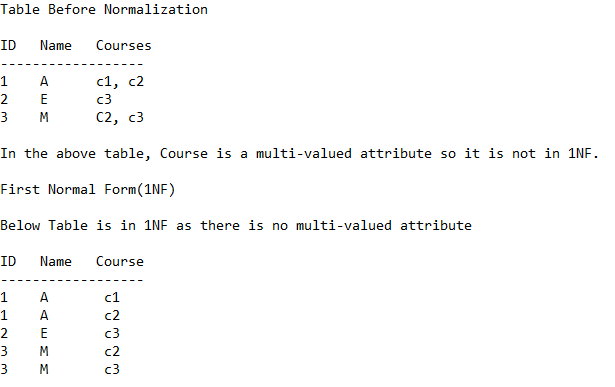 Table Before Normalization
ID   Name   Courses
------------------
1    A      c1, c2
2    E      c3
3    M      C2, c3
In the above table, Course is a multi-valued attribute so it is not in 1NF.
First Normal Form(1NF)
Below Table is in 1NF as there is no multi-valued attribute
ID   Name   Course
------------------
1    A       c1
1    A       c2
2    E       c3
3    M       c2
3    M       c3